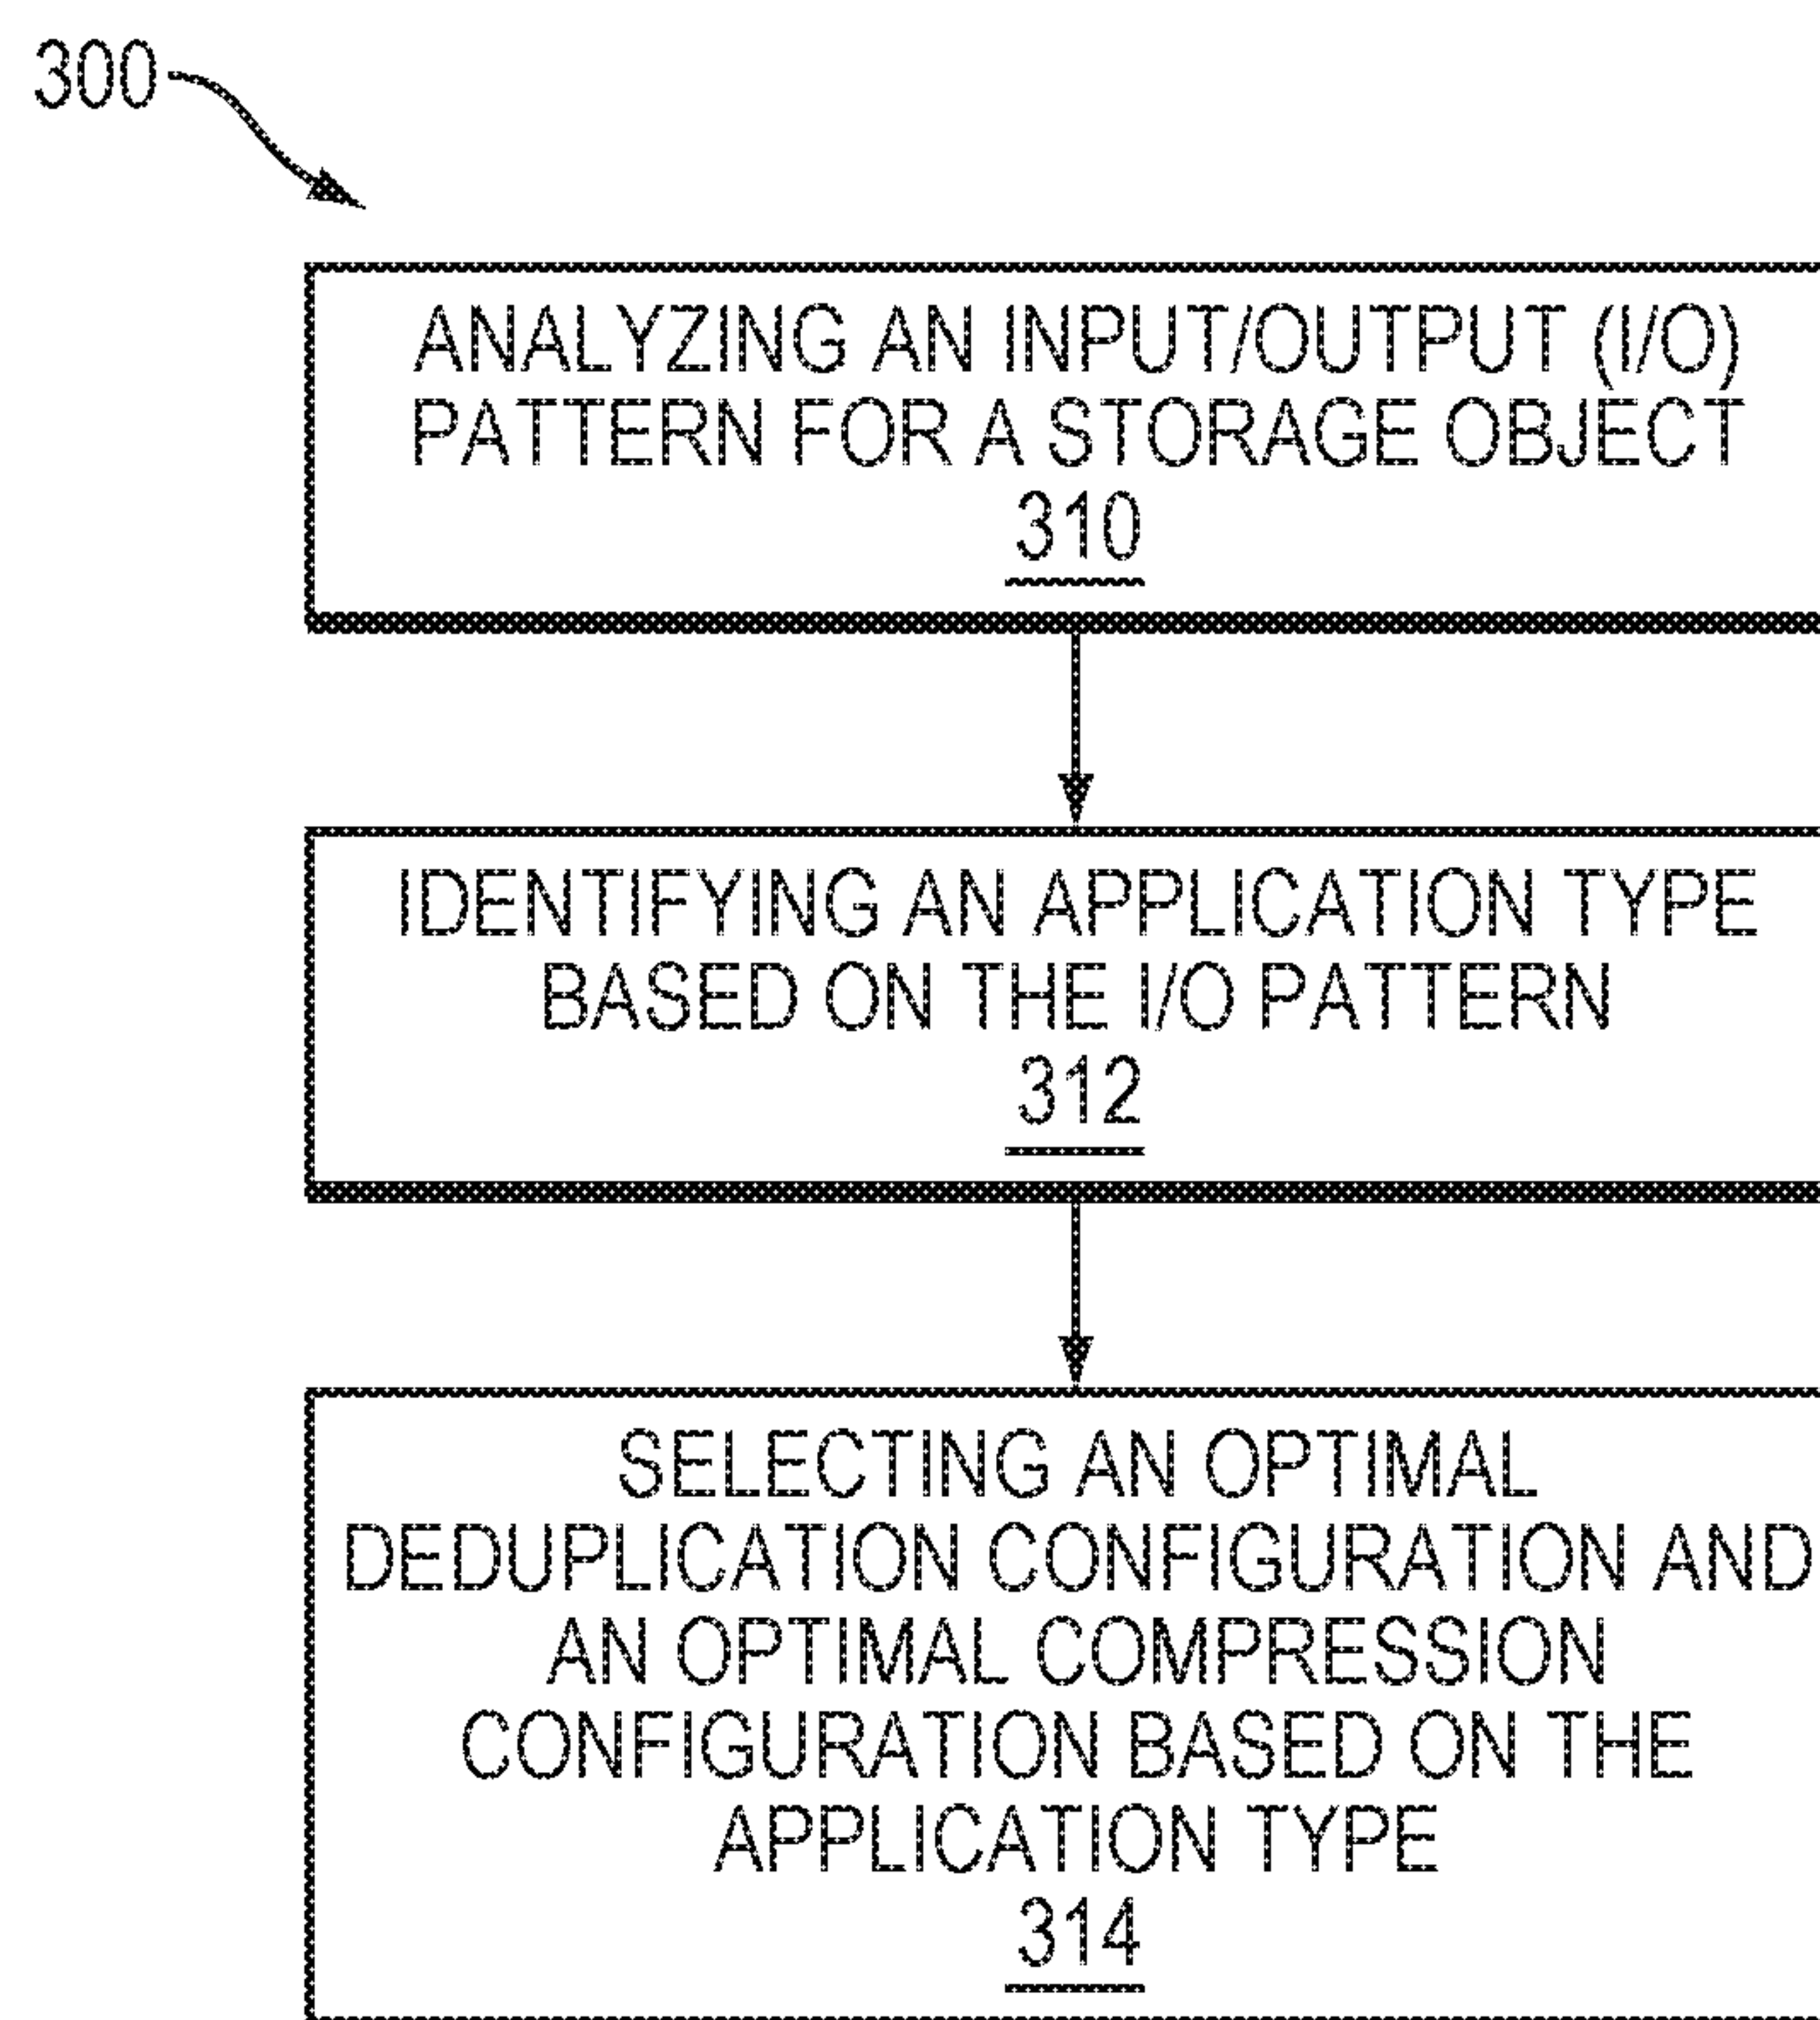 300
ANALYZING AN INPUT/OUTPUT (I/O)
PATTERN FOR A STORAGE OBJECT
310
IDENTIFYING AN APPLICATION TYPE
BASED ON THE I/O PATTERN
312
SELECTING AN OPTIMAL
DEDUPLICATION CONFIGURATION AND
AN OPTIMAL COMPRESSION
CONFIGURATION BASED ON THE
APPLICATION TYPE
314